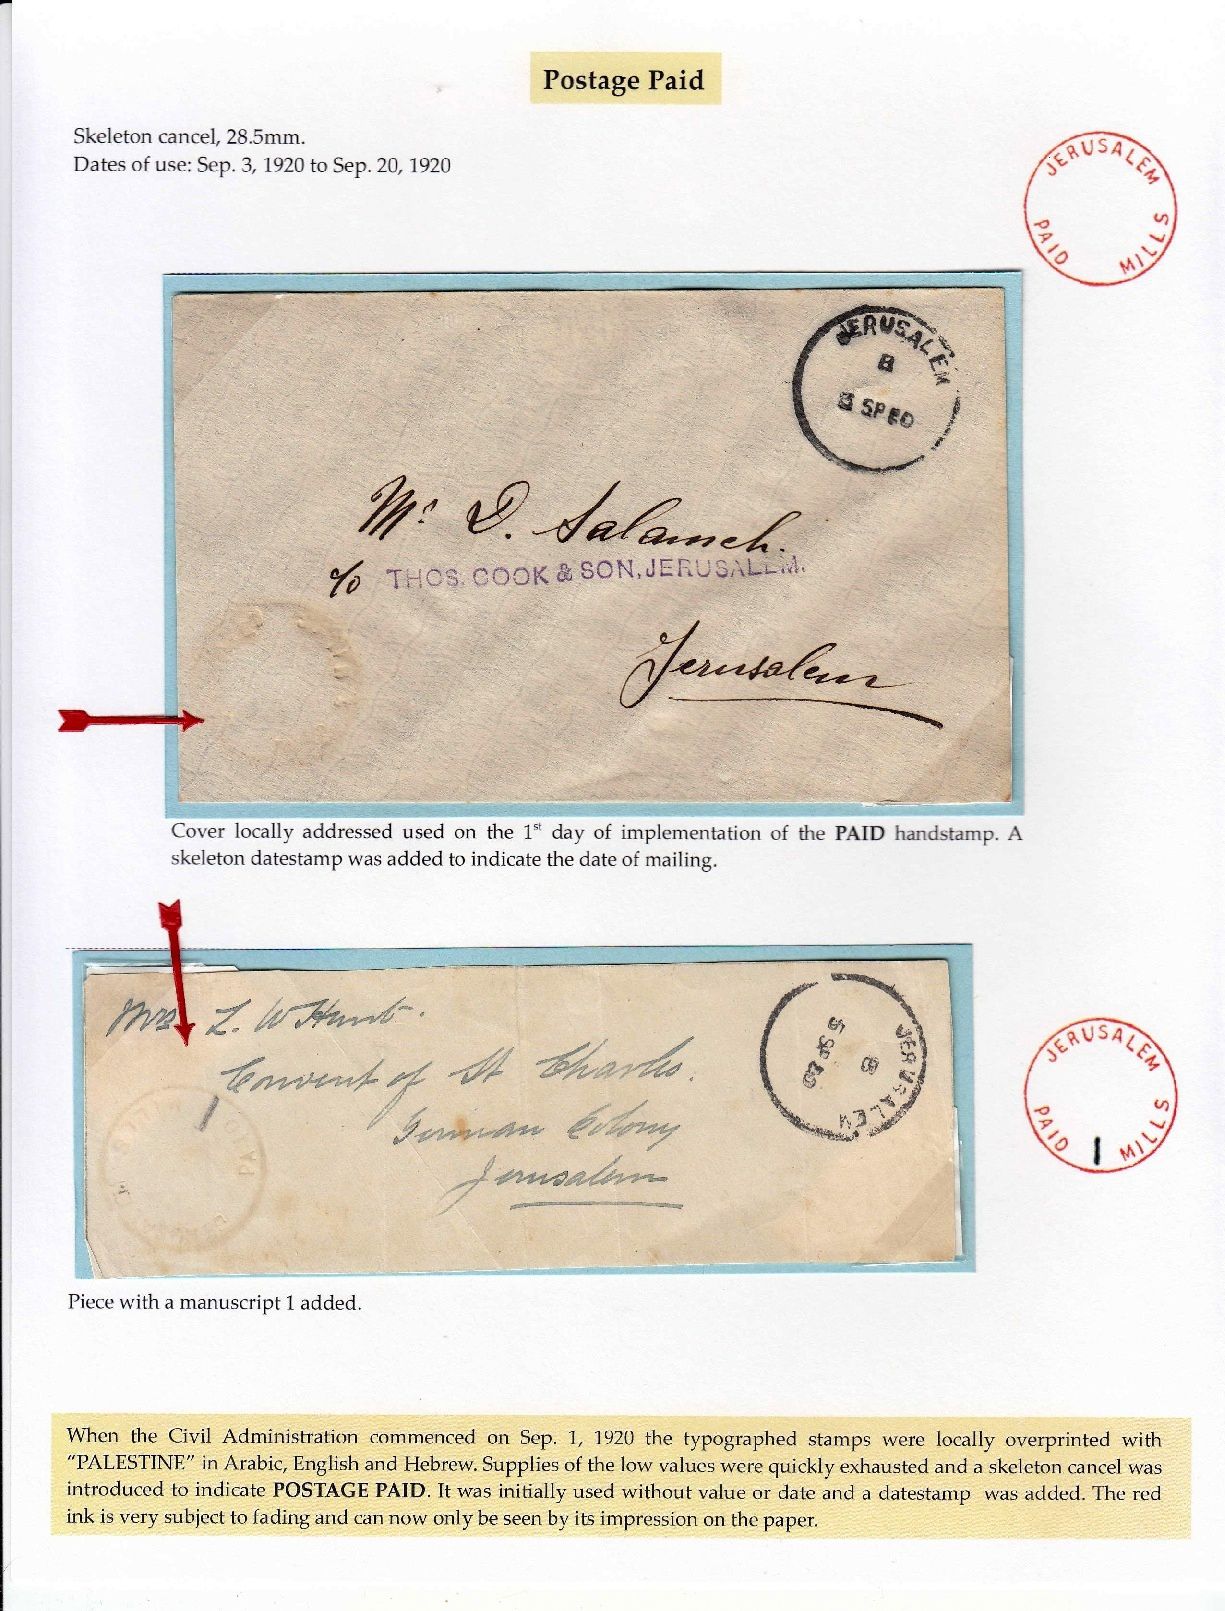 Postage Paid
Skeleton cancel, 28.5mm.
Dates of use: Sep. 3, 1920 to Sep. 20, 1920
JERUSALEM
PAID MILLS
JERUSALEM
SP
Mr D. Salameh.
c/o THOS. COOK & SON, JERUSALEM.
Jerusalem
Cover locally addressed used on the 1st day of implementation of the PAID handstamp. A
skeleton datestamp was added to indicate the date of mailing.
Mrs L. W Hunt.
Convent of St Charles.
German Colony
Jerusalem
1
JERUSALEM
5 SP 20
JERUSALEM
PAID 1 MILLS
Piece with a manuscript 1 added.
When the Civil Administration commenced on Sep. 1, 1920 the typographed stamps were locally overprinted with
"PALESTINE" in Arabic, English and Hebrew. Supplies of the low values were quickly exhausted and a skeleton cancel was
introduced to indicate POSTAGE PAID. It was initially used without value or date and a datestamp was added. The red
ink is very subject to fading and can now only be seen by its impression on the paper.